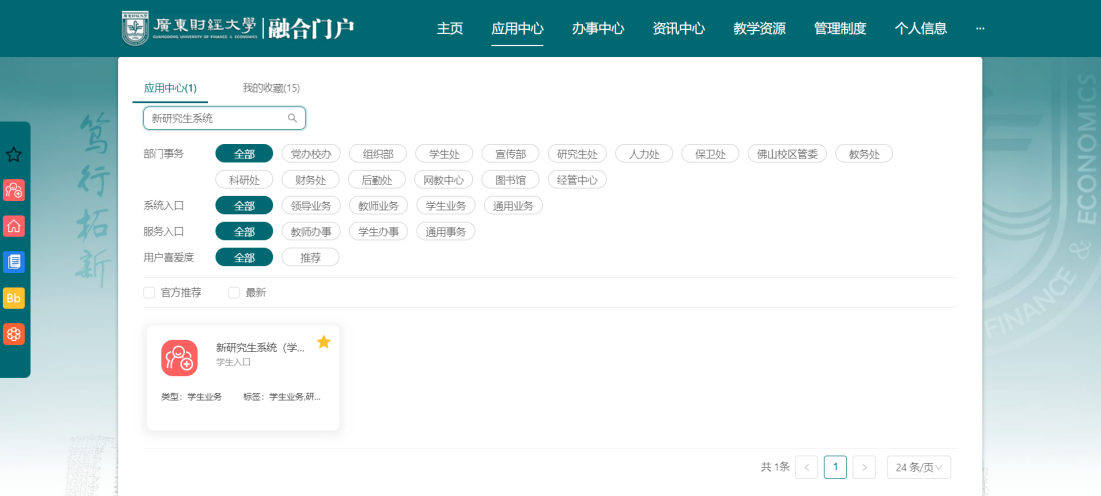 廣東財經大學 融合门户 主页 应用中心 办事中心 资讯中心 教学资源 管理制度 个人信息 ...
GUANGDONG UNIVERSITY OF FINANCE & ECONOMICS
应用中心(1) 我的收藏(15)
新研究生系统
部门事务 全部 党办校办 组织部 学生处 宣传部 研究生处 人力处 保卫处 佛山校区管委 教务处
科研处 财务处 后勤处 网教中心 图书馆 经管中心
系统入口 全部 领导业务 教师业务 学生业务 通用业务
服务入口 全部 教师办事 学生办事 通用事务
用户喜爱度 全部 推荐
官方推荐 最新
新研究生系统（学...
学生入口
类型：学生业务 标签：学生业务,研...
共 1条 < 1 > 24 条/页
Bb
笃行拓新
FINANCE & ECONOMICS